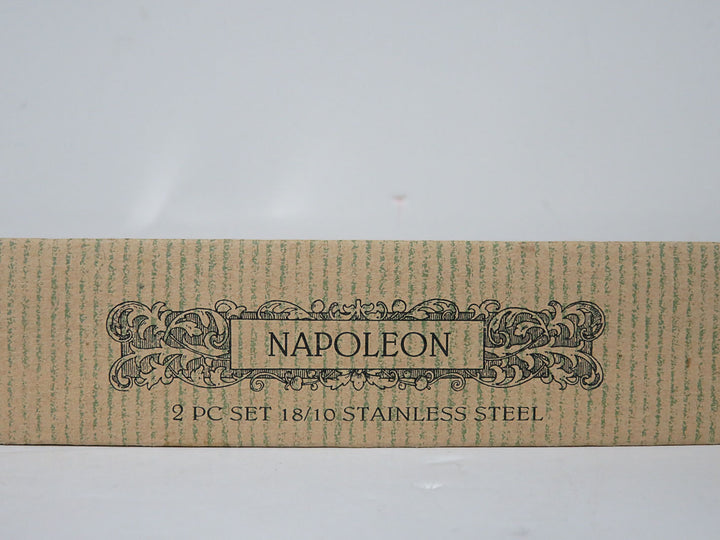 NAPOLEON
2 PC SET 18/10 STAINLESS STEEL